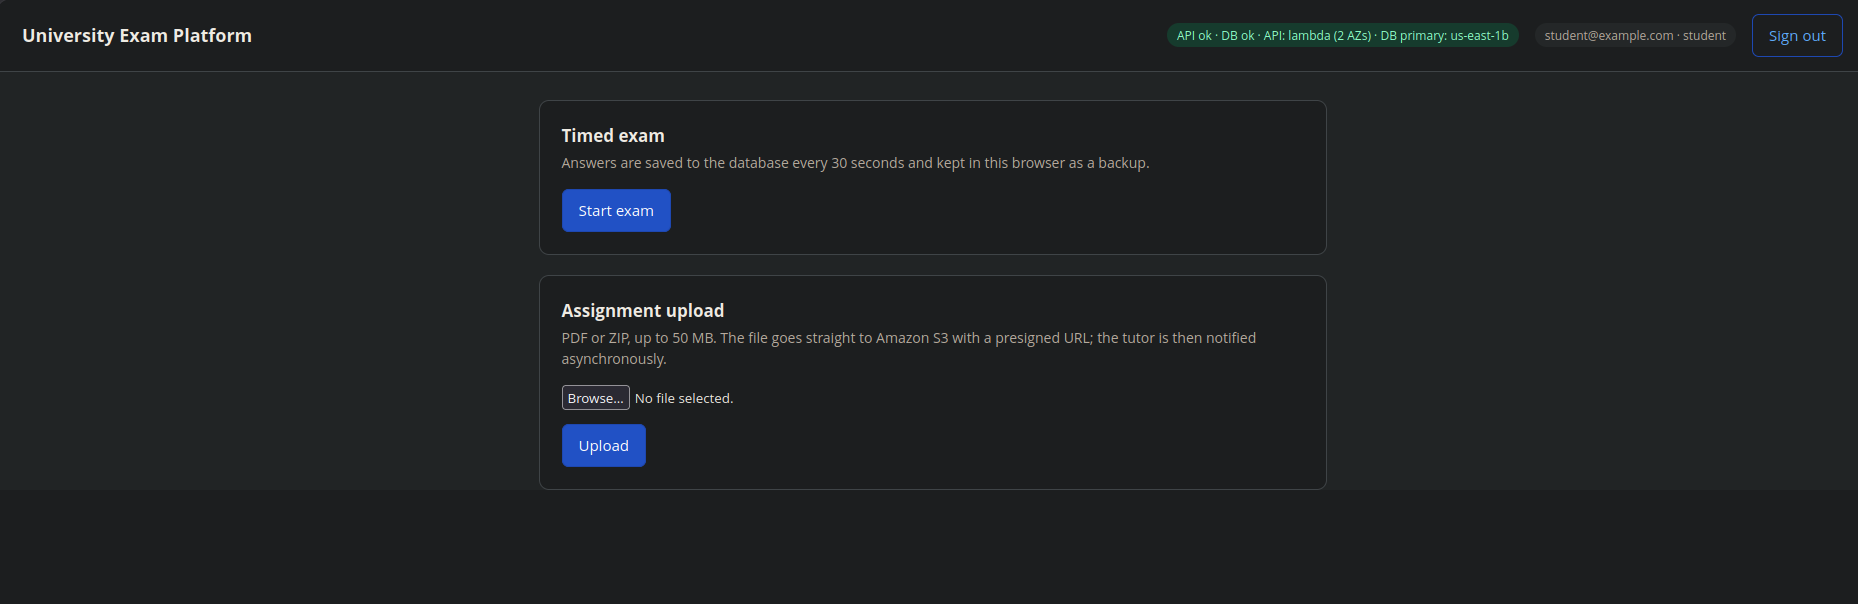 University Exam Platform
API ok · DB ok · API: lambda (2 AZs) · DB primary: us-east-1b
student@example.com · student
Sign out
Timed exam
Answers are saved to the database every 30 seconds and kept in this browser as a backup.
Start exam
Assignment upload
PDF or ZIP, up to 50 MB. The file goes straight to Amazon S3 with a presigned URL; the tutor is then notified
asynchronously.
Browse... No file selected.
Upload